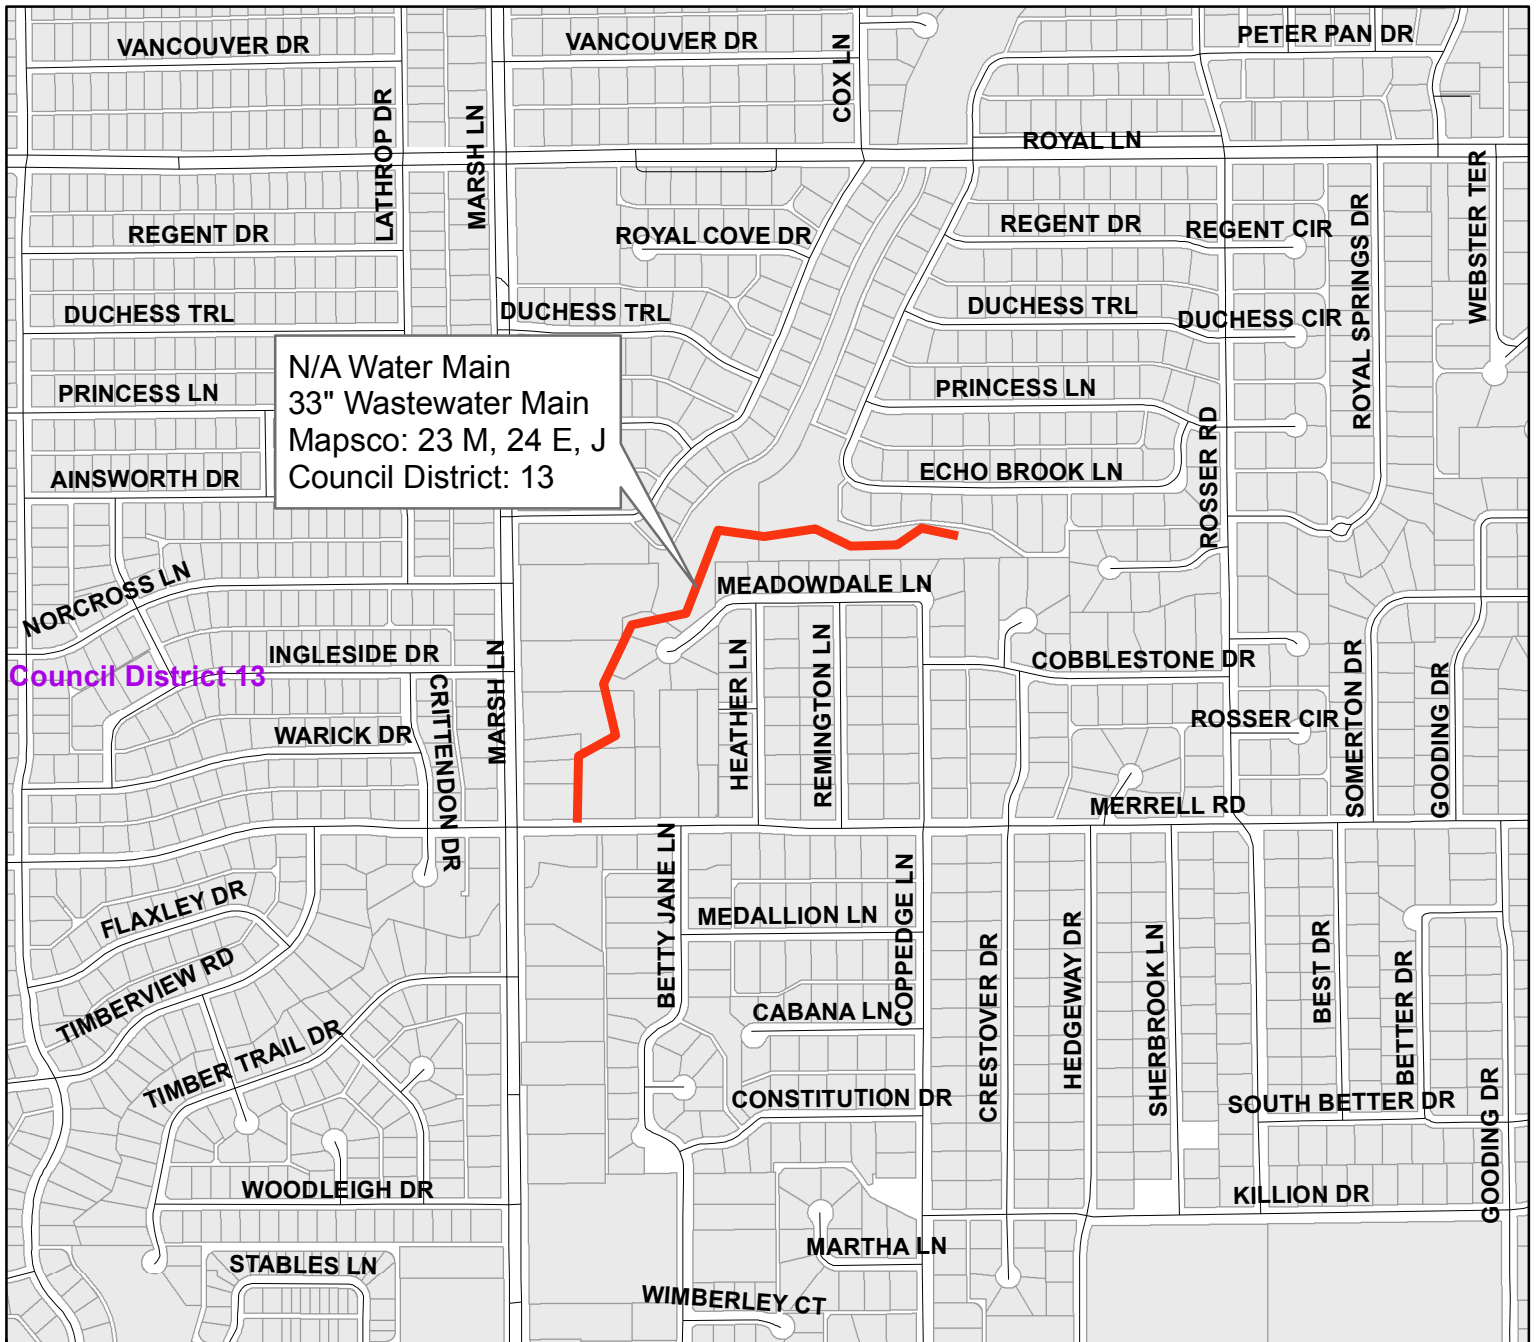 VANCOUVER DR
VANCOUVER DR
COX LN
PETER PAN DR
LATHROP DR
MARSH LN
ROYAL LN
WEBSTER TER
REGENT DR
ROYAL COVE DR
REGENT DR
REGENT CIR
ROYAL SPRINGS DR
DUCHESS TRL
DUCHESS TRL
DUCHESS TRL
DUCHESS CIR
N/A Water Main
33" Wastewater Main
Mapsco: 23 M, 24 E, J
Council District: 13
PRINCESS LN
PRINCESS LN
AINSWORTH DR
ECHO BROOK LN
ROSSER RD
NORCROSS LN
MEADOWDALE LN
INGLESIDE DR
Council District 13
MARSH LN
HEATHER LN
REMINGTON LN
COBBLESTONE DR
SOMERTON DR
GOODING DR
CRITTENDON DR
WARICK DR
ROSSER CIR
MERRELL RD
FLAXLEY DR
BETTY JANE LN
MEDALLION LN
COPPEDGE LN
CRESTOVER DR
HEDGEWAY DR
SHERBROOK LN
BEST DR
BETTER DR
TIMBERVIEW RD
CABANA LN
TIMBER TRAIL DR
CONSTITUTION DR
SOUTH BETTER DR
GOODING DR
WOODLEIGH DR
KILLION DR
MARTHA LN
STABLES LN
WIMBERLEY CT